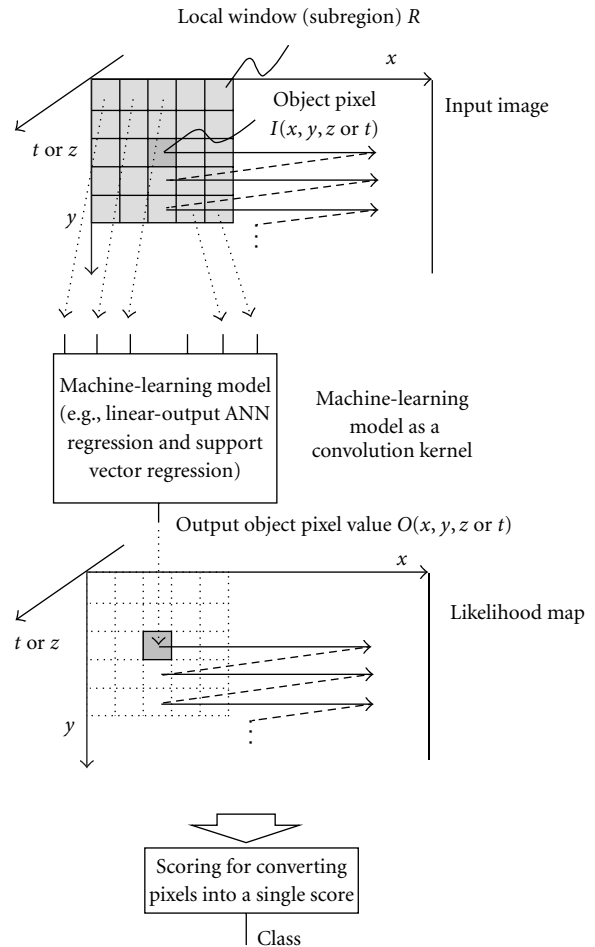 Local window (subregion) R
x
Object pixel
I(x, y, z or t)
Input image
t or z
y
Machine-learning model
(e.g., linear-output ANN
regression and support
vector regression)
Machine-learning
model as a
convolution kernel
Output object pixel value O(x, y, z or t)
x
Likelihood map
t or z
y
Scoring for converting
pixels into a single score
Class